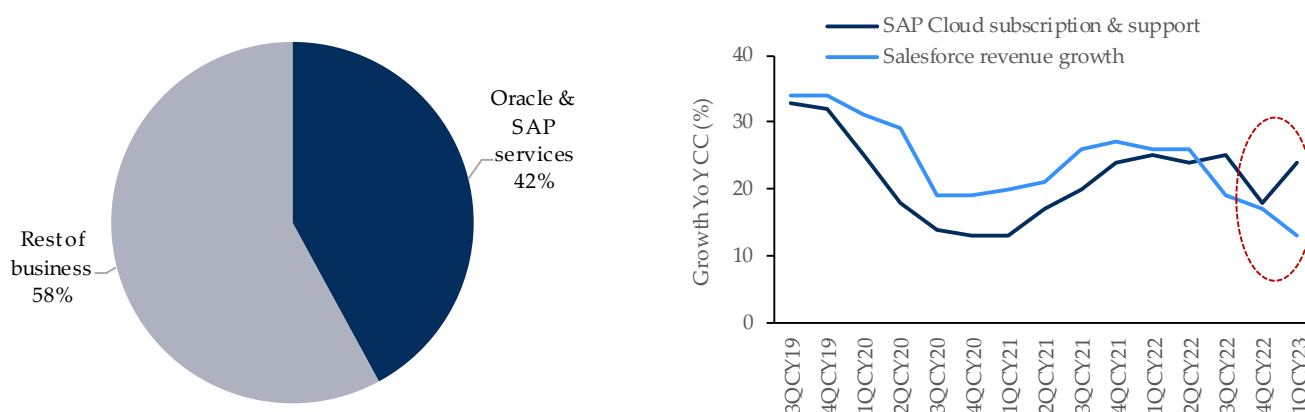 Oracle &
SAP
services
42%
Rest of
business
58%
SAP Cloud subscription & support
Salesforce revenue growth
Growth YoY CC (%)
40
30
20
10
0
3QCY19
4QCY19
1QCY20
2QCY20
3QCY20
4QCY20
1QCY21
2QCY21
3QCY21
4QCY21
1QCY22
2QCY22
3QCY22
4QCY22
1QCY23